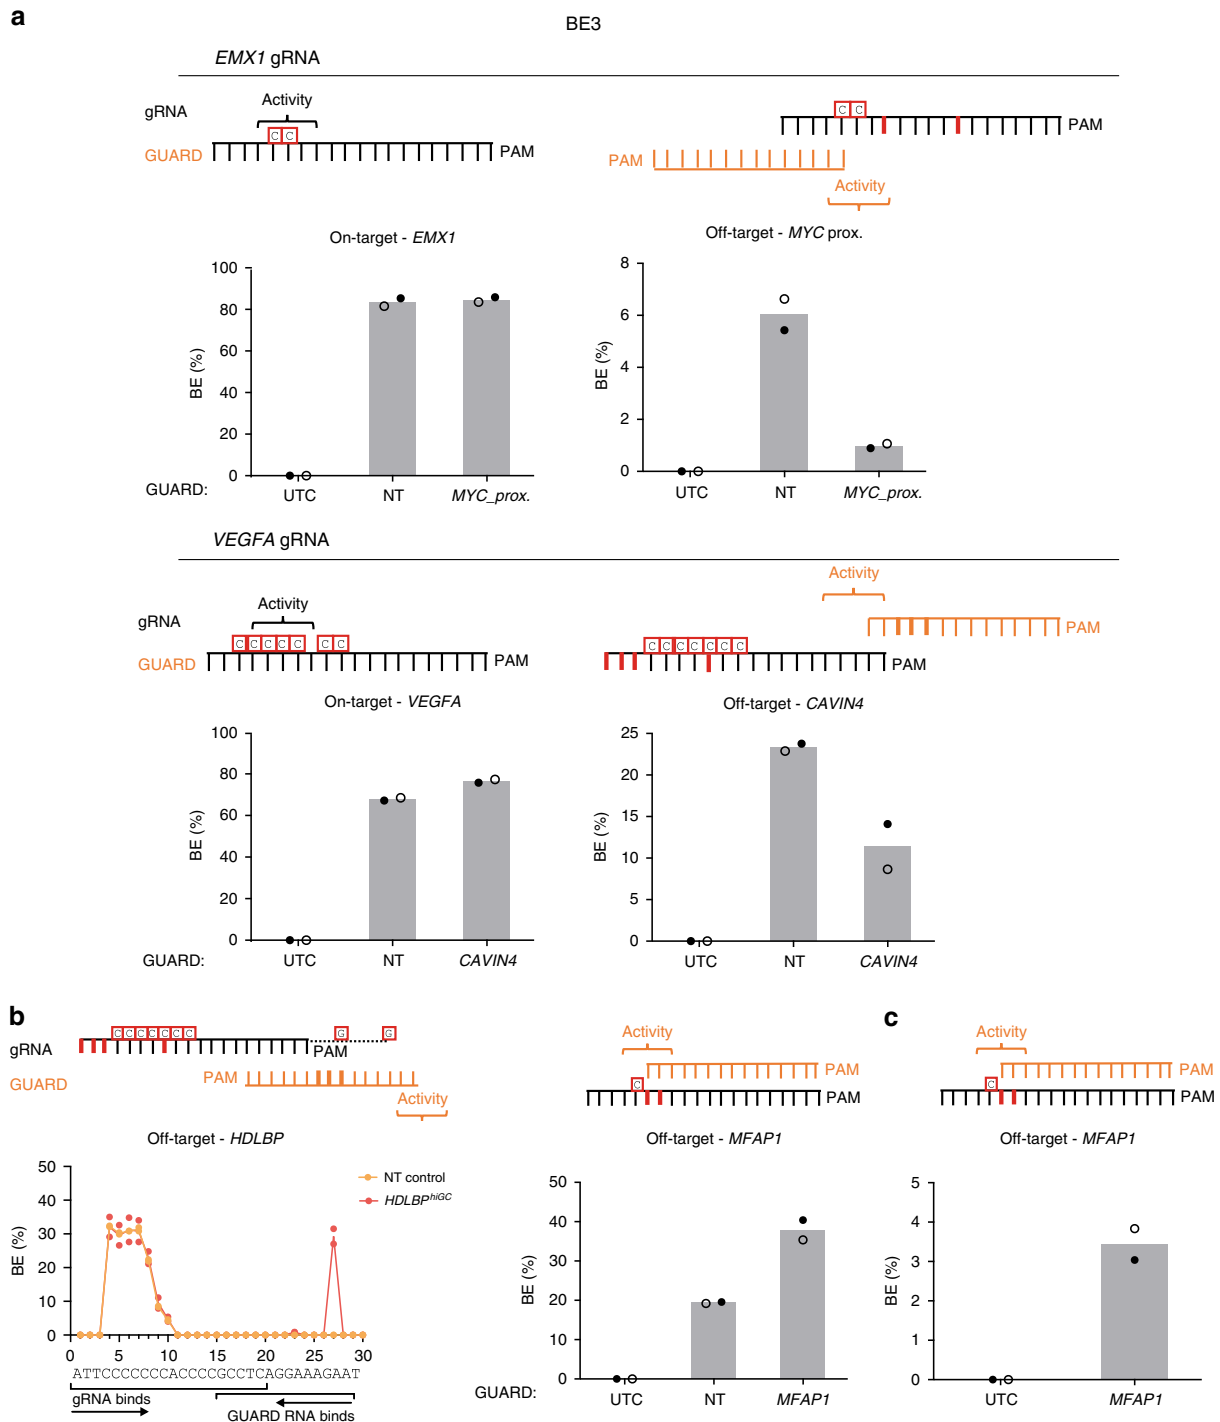 a
BE3
EMX1 gRNA
gRNA
Activity
C C
GUARD
PAM
C C
PAM
PAM
Activity
On-target - EMX1
BE (%)
100
80
60
40
20
0
GUARD:
UTC NT MYC_prox.
Off-target - MYC prox.
BE (%)
8
6
4
2
0
UTC NT MYC_prox.
VEGFA gRNA
gRNA
Activity
C C C C C C C
GUARD
PAM
Activity
PAM
C C C C C C C
PAM
On-target - VEGFA
BE (%)
100
80
60
40
20
0
GUARD:
UTC NT CAVIN4
Off-target - CAVIN4
BE (%)
25
20
15
10
5
0
UTC NT CAVIN4
b
C C C C C C C G G
gRNA
PAM
GUARD
PAM
Activity
Off-target - HDLBP
NT control
HDLBPhiGC
BE (%)
50
40
30
20
10
0
0 5 10 15 20 25 30
ATTCCCCCCCACCCCGCCTCAGGAAAGAAT
gRNA binds
GUARD RNA binds
Activity
PAM
C
PAM
Off-target - MFAP1
BE (%)
50
40
30
20
10
0
GUARD:
UTC NT MFAP1
c
Activity
PAM
C
PAM
Off-target - MFAP1
BE (%)
5
4
3
2
1
0
UTC MFAP1